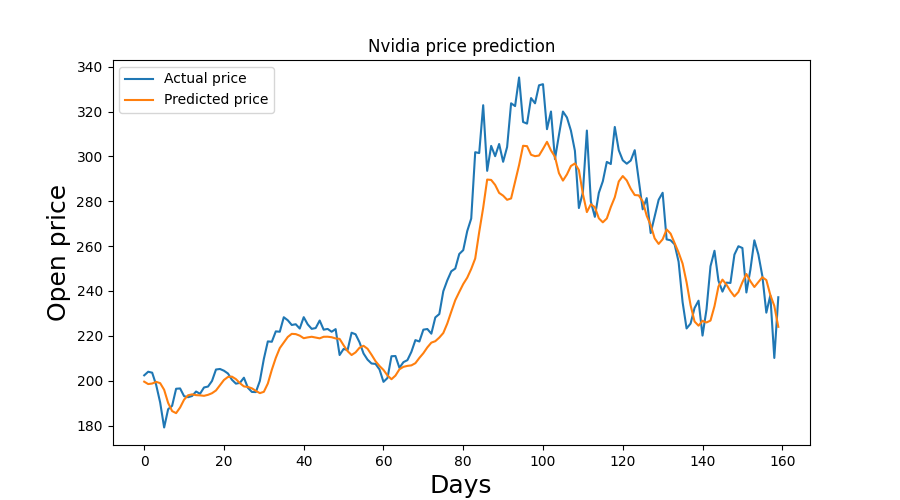 Nvidia price prediction
Actual price
Predicted price
Open price
340
320
300
280
260
240
220
200
180
0 20 40 60 80 100 120 140 160
Days